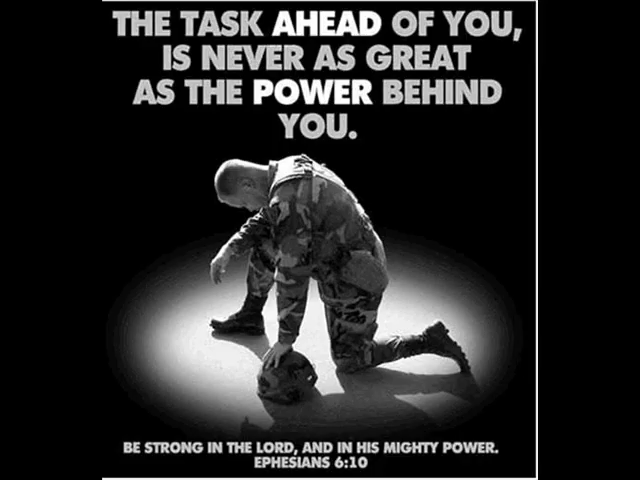 THE TASK AHEAD OF YOU,
IS NEVER AS GREAT
AS THE POWER BEHIND
YOU.
BE STRONG IN THE LORD, AND IN HIS MIGHTY POWER.
EPHESIANS 6:10